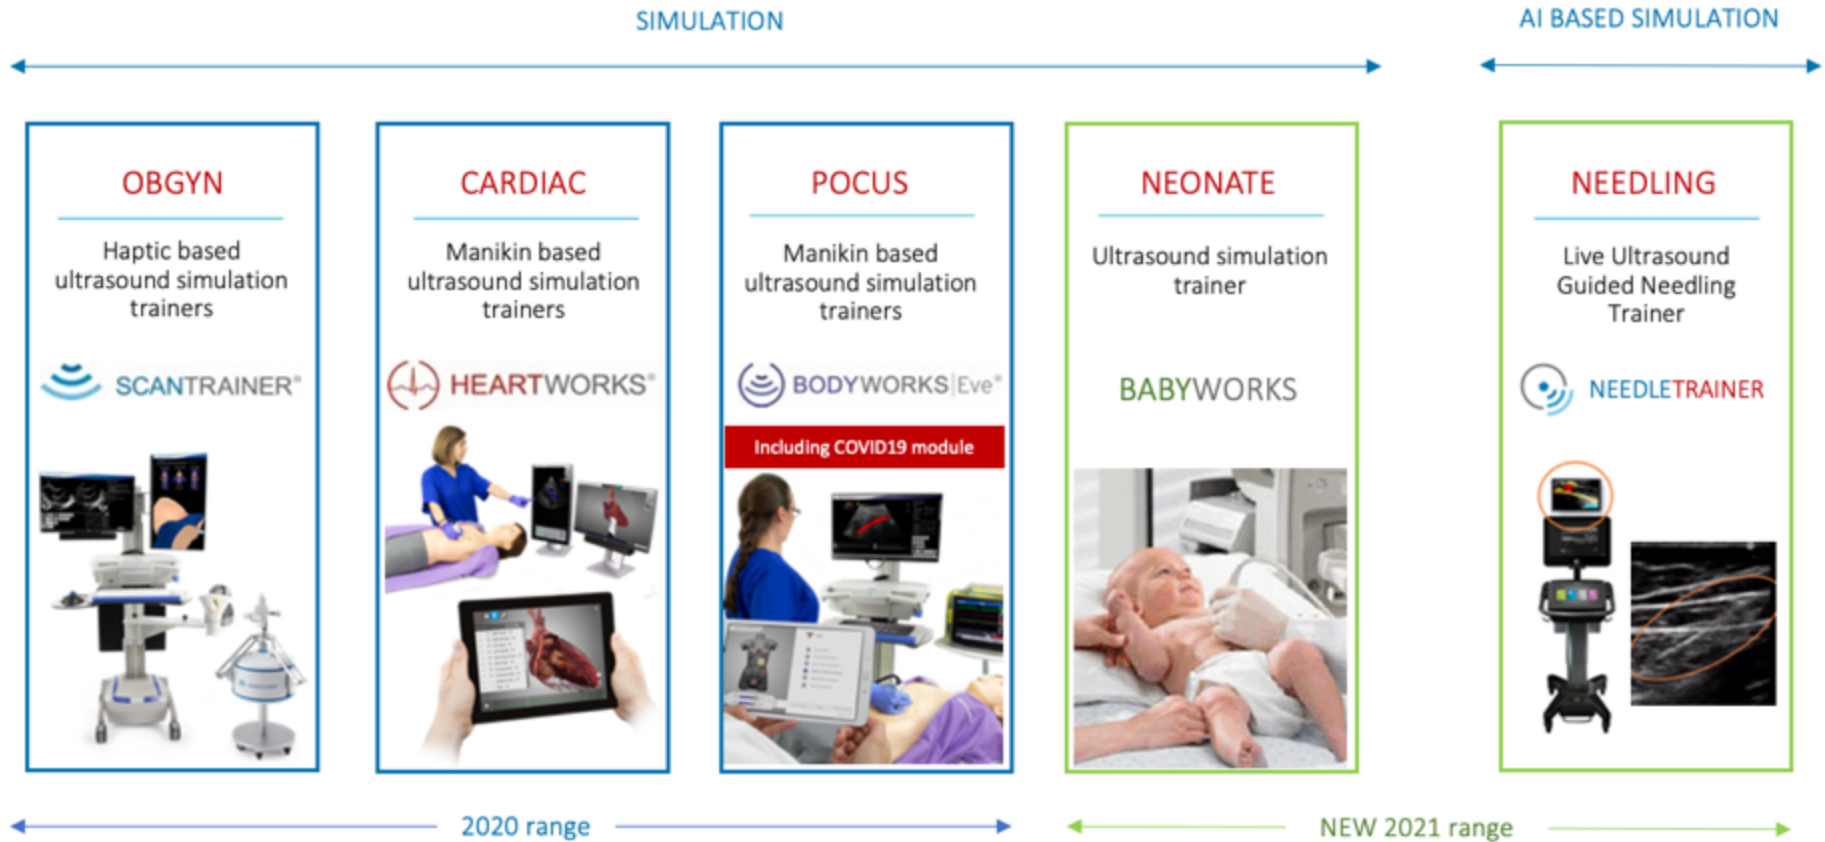 SIMULATION
AI BASED SIMULATION
OBGYN
Haptic based
ultrasound simulation
trainers
SCANTRAINER®
CARDIAC
Manikin based
ultrasound simulation
trainers
HEARTWORKS®
POCUS
Manikin based
ultrasound simulation
trainers
BODYWORKS|Eve®
Including COVID19 module
NEONATE
Ultrasound simulation
trainer
BABYWORKS
NEEDLING
Live Ultrasound
Guided Needling
Trainer
NEEDLETRAINER
2020 range
NEW 2021 range